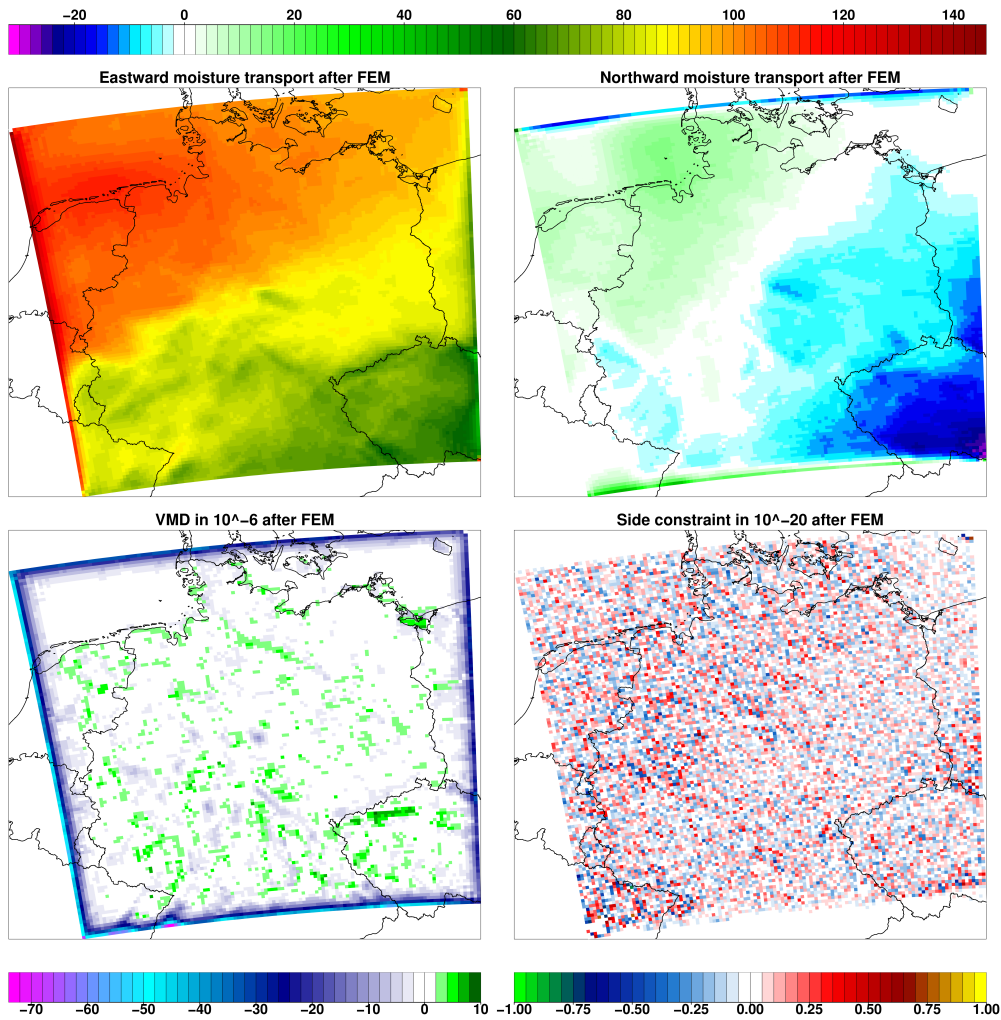 −20 0 20 40 60 80 100 120 140
Eastward moisture transport after FEM
Northward moisture transport after FEM
VMD in 10^−6 after FEM
Side constraint in 10^−20 after FEM
−70 −60 −50 −40 −30 −20 −10 0 10
−1.00 −0.75 −0.50 −0.25 0.00 0.25 0.50 0.75 1.00